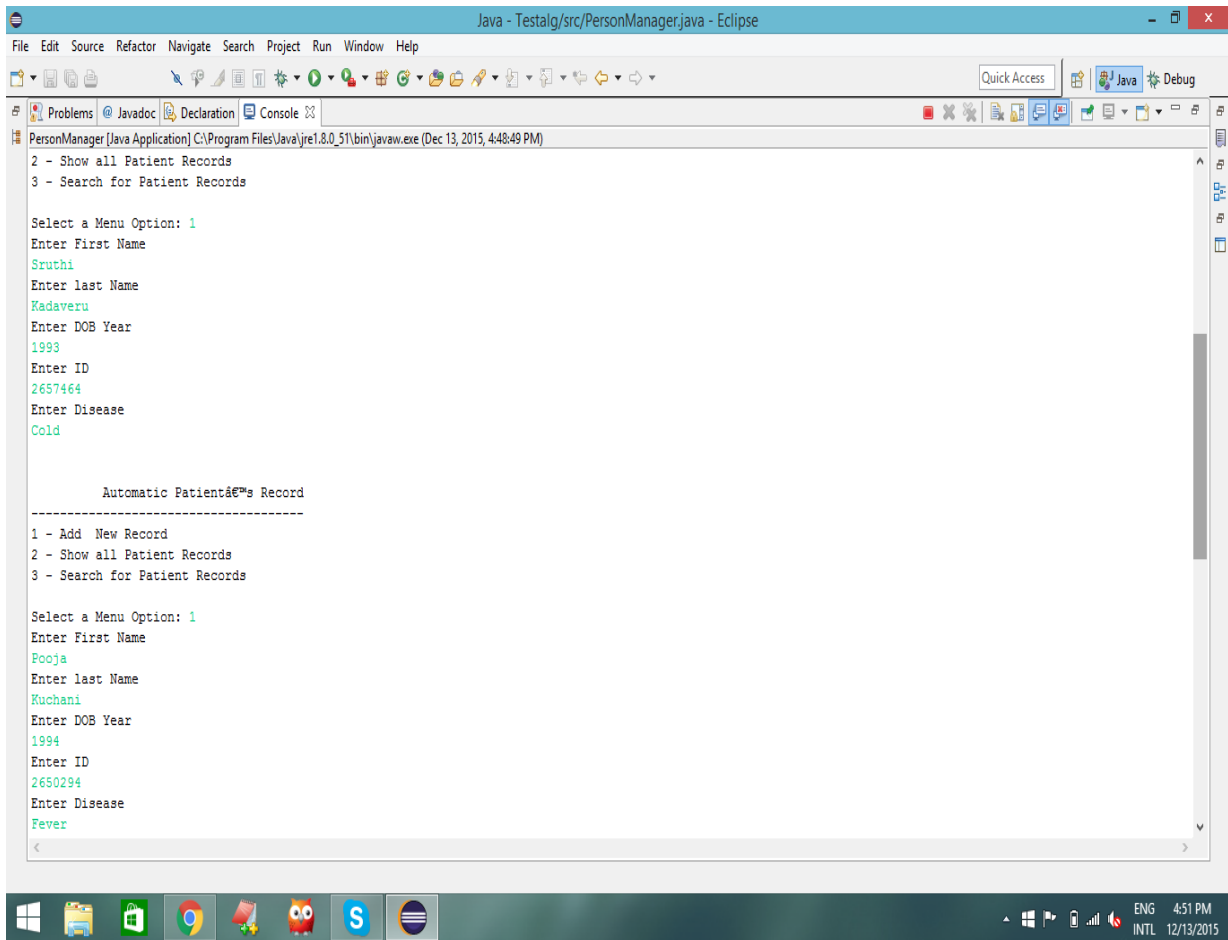 Java - Testalg/src/PersonManager.java - Eclipse
File Edit Source Refactor Navigate Search Project Run Window Help
Quick Access Java Debug
Problems @ Javadoc Declaration Console
PersonManager [Java Application] C:\Program Files\Java\jre1.8.0_51\bin\javaw.exe (Dec 13, 2015, 4:48:49 PM)
2 - Show all Patient Records
3 - Search for Patient Records
Select a Menu Option: 1
Enter First Name
Sruthi
Enter last Name
Kadaveru
Enter DOB Year
1993
Enter ID
2657464
Enter Disease
Cold
Automatic Patientâ€™s Record
--------------------------------------
1 - Add  New Record
2 - Show all Patient Records
3 - Search for Patient Records
Select a Menu Option: 1
Enter First Name
Pooja
Enter last Name
Kuchani
Enter DOB Year
1994
Enter ID
2650294
Enter Disease
Fever
ENG 4:51 PM
INTL 12/13/2015